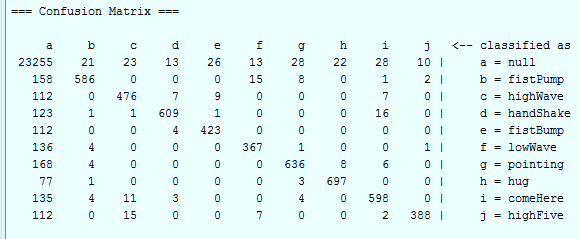 === Confusion Matrix ===
a b c d e f g h i j <-- classified as
23255 21 23 13 26 13 28 22 28 10 | a = null
158 586 0 0 0 15 8 0 1 2 | b = fistPump
112 0 476 7 9 0 0 0 7 0 | c = highWave
123 1 1 609 1 0 0 0 16 0 | d = handShake
112 0 0 4 423 0 0 0 0 0 | e = fistBump
136 4 0 0 0 367 1 0 0 1 | f = lowWave
168 4 0 0 0 0 636 8 6 0 | g = pointing
77 1 0 0 0 0 3 697 0 0 | h = hug
135 4 11 3 0 0 4 0 598 0 | i = comeHere
112 0 15 0 0 7 0 0 2 388 | j = highFive